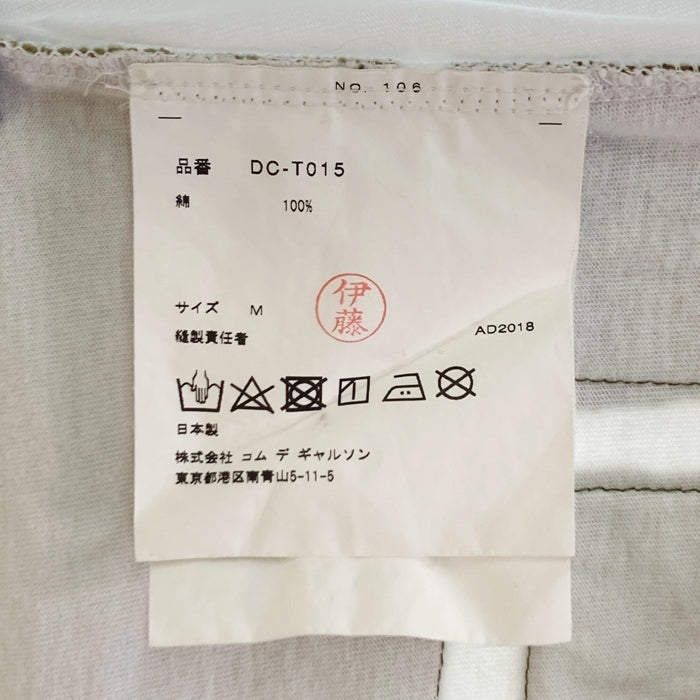 No. 106
品番 DC-T015
綿 100%
サイズ M
伊藤
縫製責任者
AD2018
日本製
株式会社 コム デ ギャルソン
東京都港区南青山5-11-5